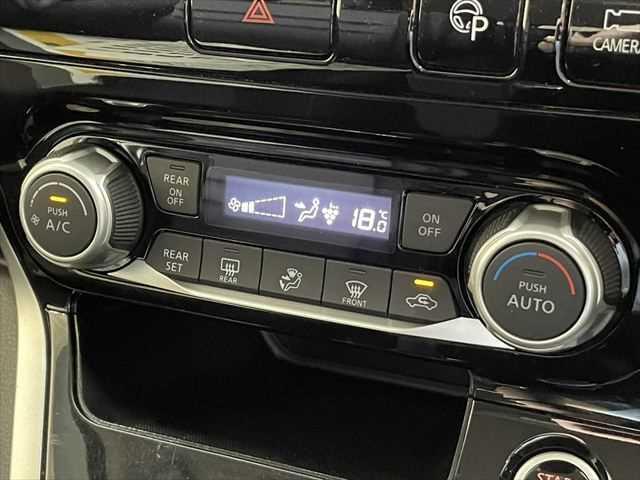 P
CAMERA
PUSH
A/C
REAR
ON
OFF
18.0
°C
ON
OFF
REAR
SET
REAR
FRONT
PUSH
AUTO